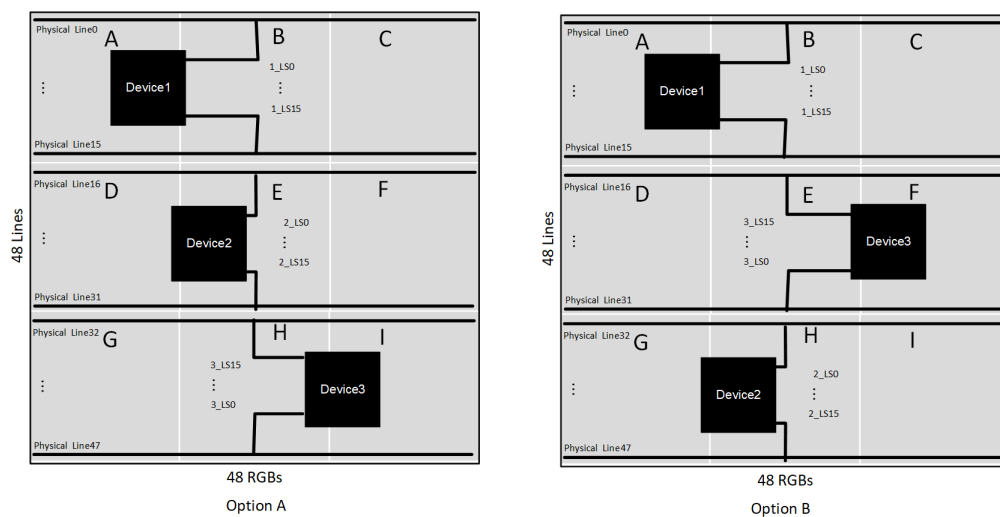 Physical Line0
A
B
C
Device1
1_LS0
⋮
⋮
1_LS15
Physical Line15
Physical Line16
D
E
F
Device2
2_LS0
⋮
⋮
2_LS15
Physical Line31
Physical Line32
G
H
I
Device3
3_LS15
⋮
⋮
3_LS0
Physical Line47
48 Lines
48 RGBs
Option A
Physical Line0
A
B
C
Device1
1_LS0
⋮
⋮
1_LS15
Physical Line15
Physical Line16
D
E
F
Device3
3_LS15
⋮
⋮
3_LS0
Physical Line31
Physical Line32
G
H
I
Device2
2_LS0
⋮
⋮
2_LS15
Physical Line47
48 Lines
48 RGBs
Option B